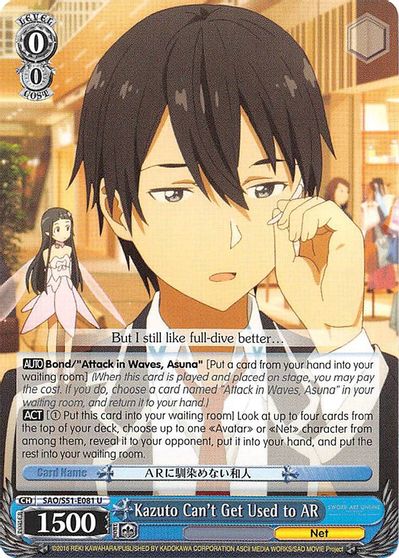 LEVEL
0
0
COST
But I still like full-dive better...
AUTO Bond/"Attack in Waves, Asuna" [Put a card from your hand into your
waiting room] (When this card is played and placed on stage, you may pay
the cost. If you do, choose a card named "Attack in Waves, Asuna" in your
waiting room, and return it to your hand.)
ACT [① Put this card into your waiting room] Look at up to four cards
from the top of your deck, choose up to one «Avatar» or «Net» character from
among them, reveal it to your opponent, put it into your hand, and put the
rest into your waiting room.
Card Name
ARに馴染めない和人
CH SAO/S51-E081 U
Kazuto Can't Get Used to AR
SWORD ART ONLINE
POWER
1500
Net
©2016 REKI KAWAHARA/PUBLISHED BY KADOKAWA CORPORATION ASCII MEDIA WORKS/SAO MOVIE Project